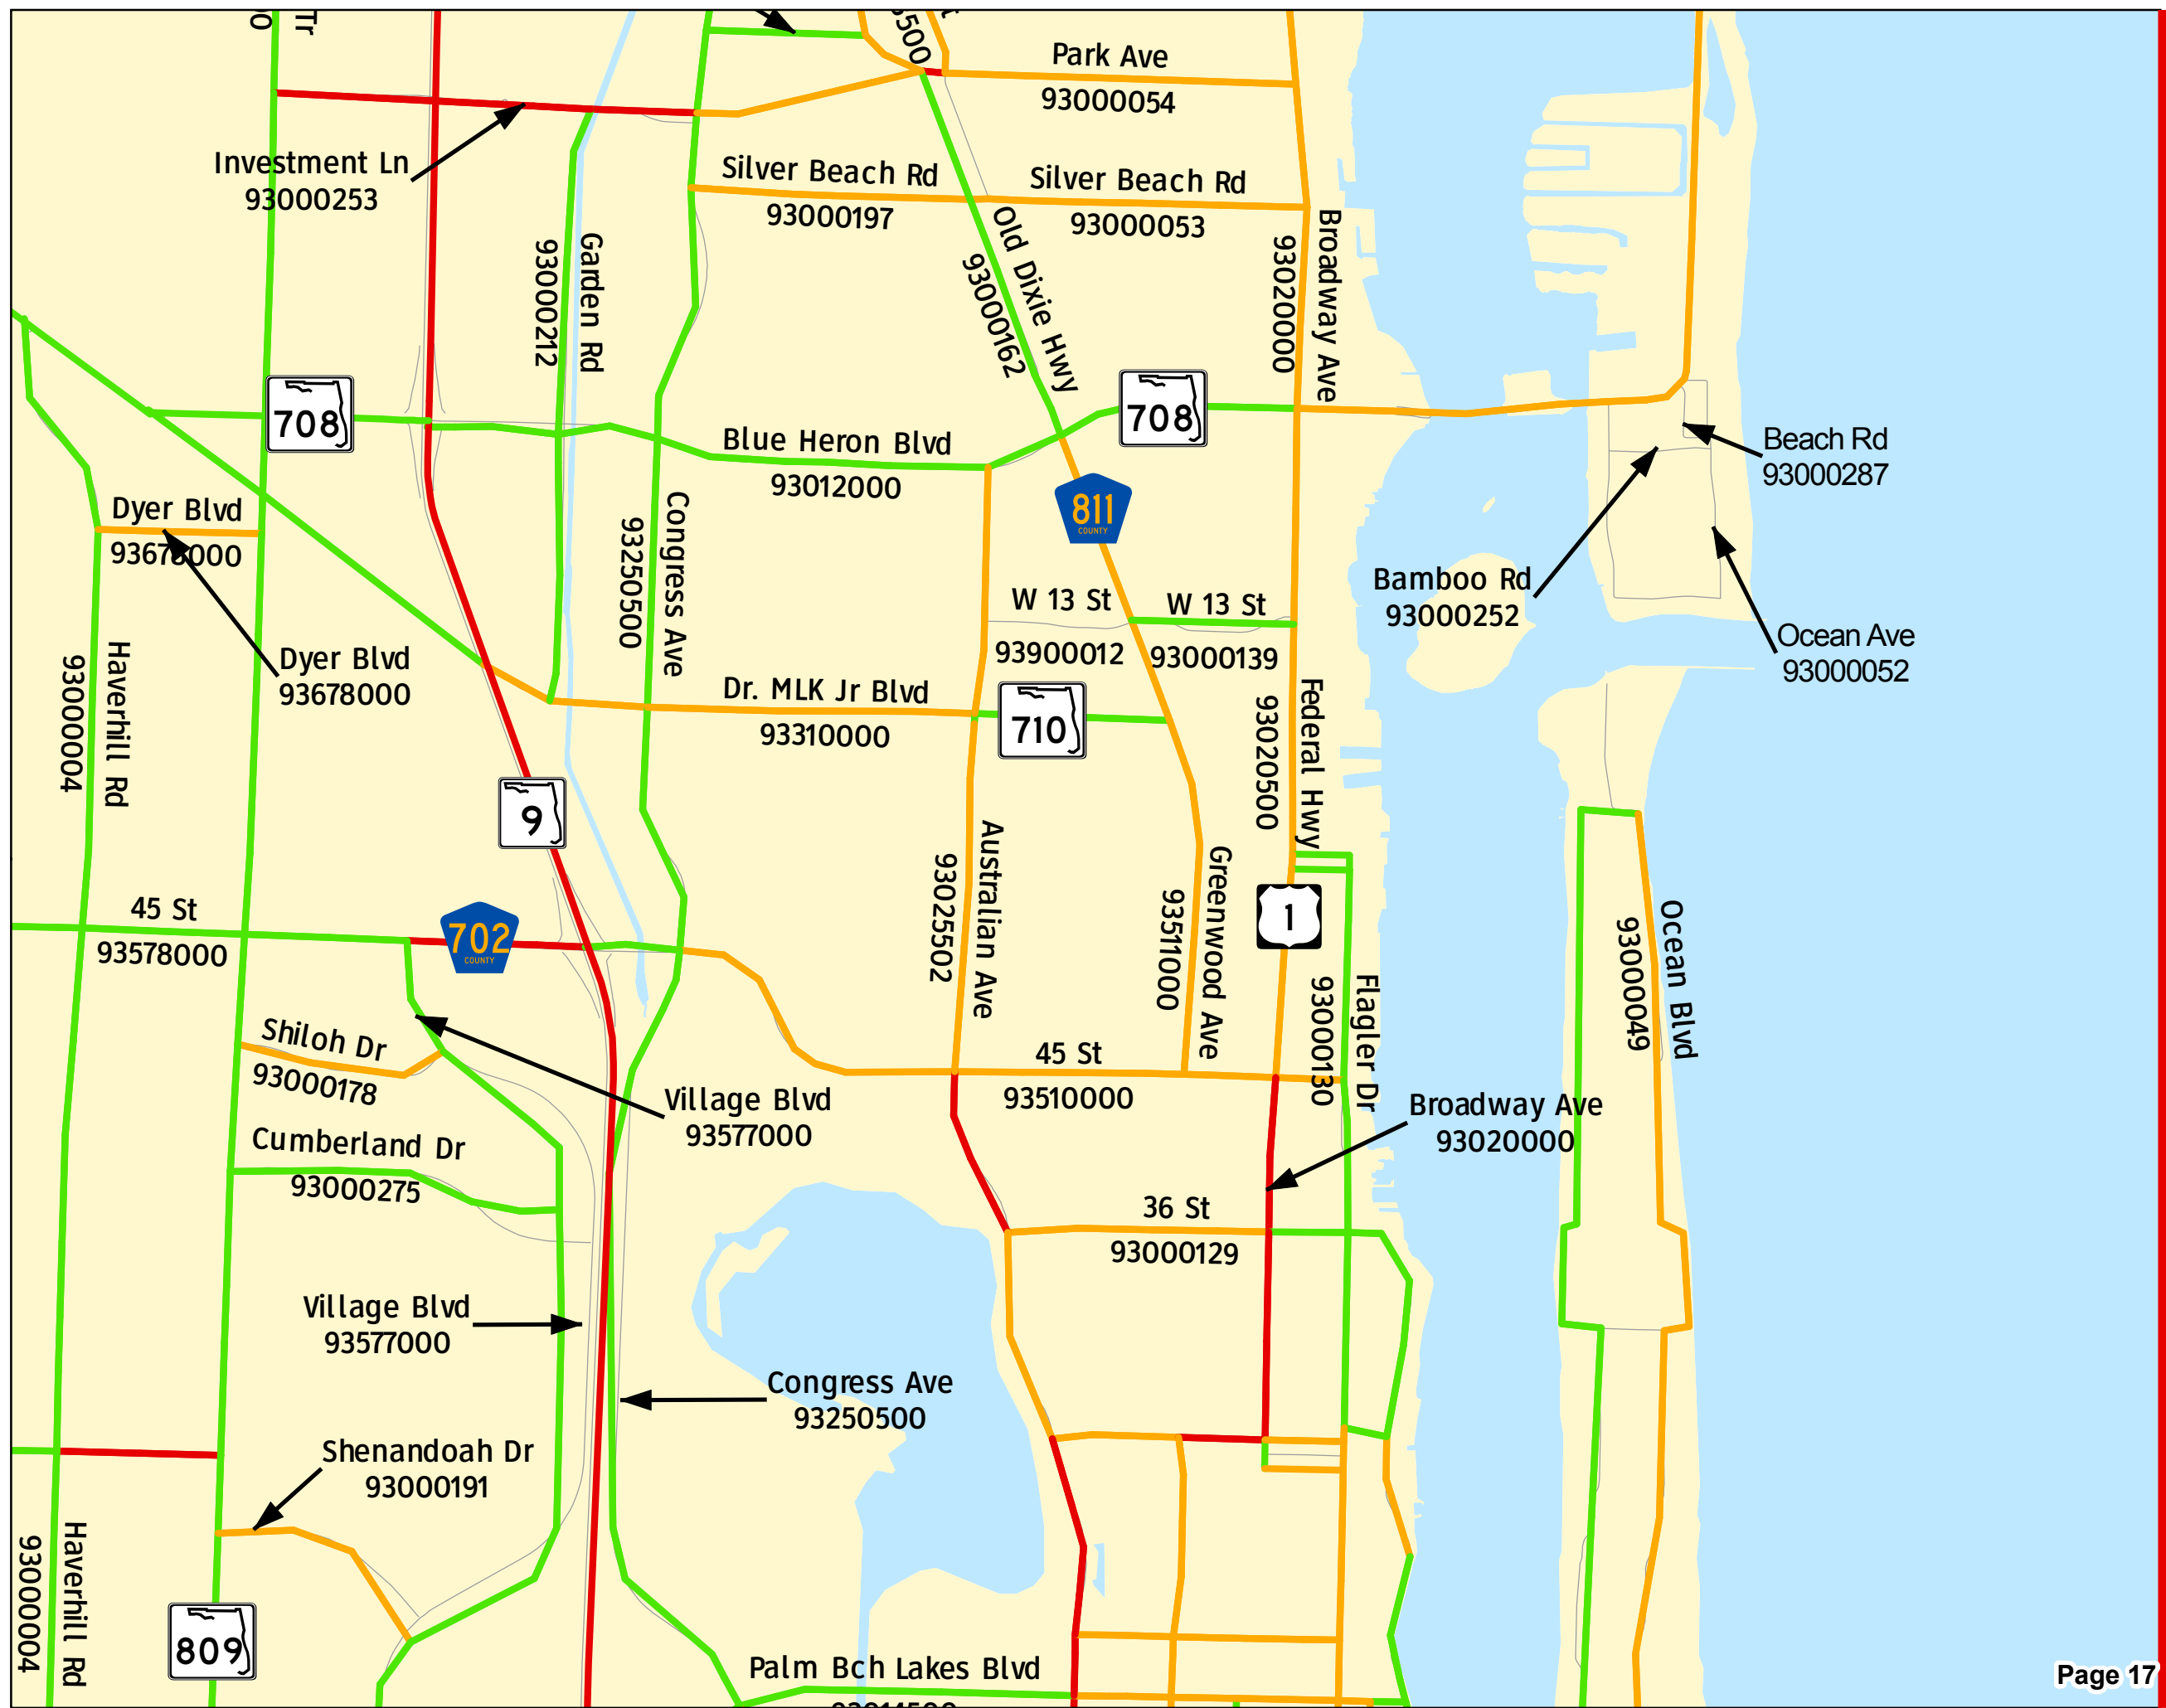 Tr
00
5500
Park Ave
93000054
Investment Ln
93000253
Silver Beach Rd
93000197
Silver Beach Rd
93000053
Garden Rd
93000212
Old Dixie Hwy
93000162
Broadway Ave
93020000
708
708
Blue Heron Blvd
93012000
Beach Rd
93000287
Dyer Blvd
93678000
Congress Ave
93250500
811
COUNTY
Bamboo Rd
93000252
W 13 St
93900012
W 13 St
93000139
Ocean Ave
93000052
Dyer Blvd
93678000
Haverhill Rd
93000004
Dr. MLK Jr Blvd
93310000
710
Federal Hwy
93020500
9
Australian Ave
93025502
Greenwood Ave
93511000
1
45 St
93578000
702
COUNTY
Ocean Blvd
93000049
Flagler Dr
93000130
Shiloh Dr
93000178
45 St
93510000
Village Blvd
93577000
Broadway Ave
93020000
Cumberland Dr
93000275
36 St
93000129
Village Blvd
93577000
Congress Ave
93250500
Shenandoah Dr
93000191
Haverhill Rd
93000004
809
Palm Bch Lakes Blvd
Page 17